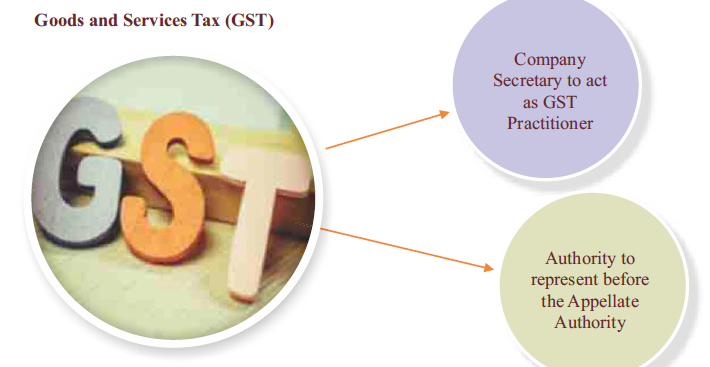 Goods and Services Tax (GST)
GST
Company
Secretary to act
as GST
Practitioner
Authority to
represent before
the Appellate
Authority